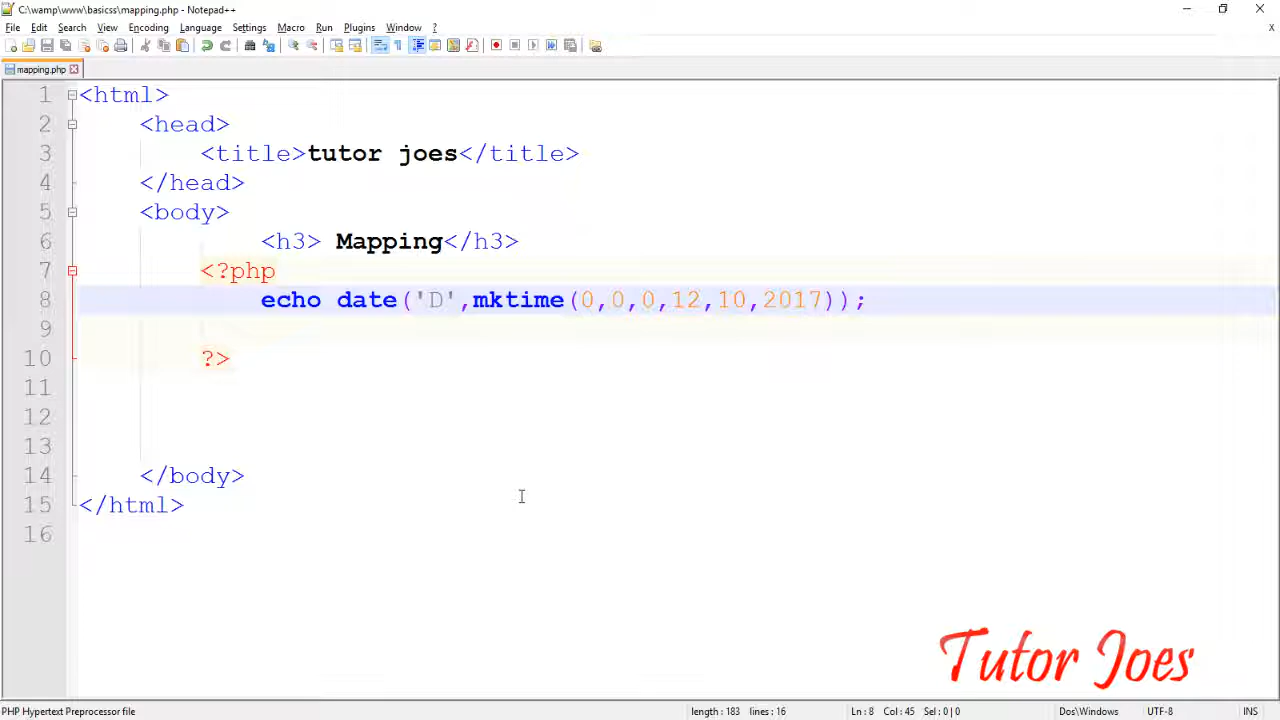 C:\wamp\www\basicss\mapping.php - Notepad++
File Edit Search View Encoding Language Settings Macro Run Plugins Window ?
X
mapping.php
1 <html>
2 <head>
3 <title>tutor joes</title>
4 </head>
5 <body>
6 <h3> Mapping</h3>
7 <?php
8 echo date('D',mktime(0,0,0,12,10,2017));
9
10 ?>
11
12
13
14 </body>
15 </html>
16
Tutor Joes
PHP Hypertext Preprocessor file length : 183 lines : 16 Ln : 8 Col : 45 Sel : 0 | 0 Dos\Windows UTF-8 INS